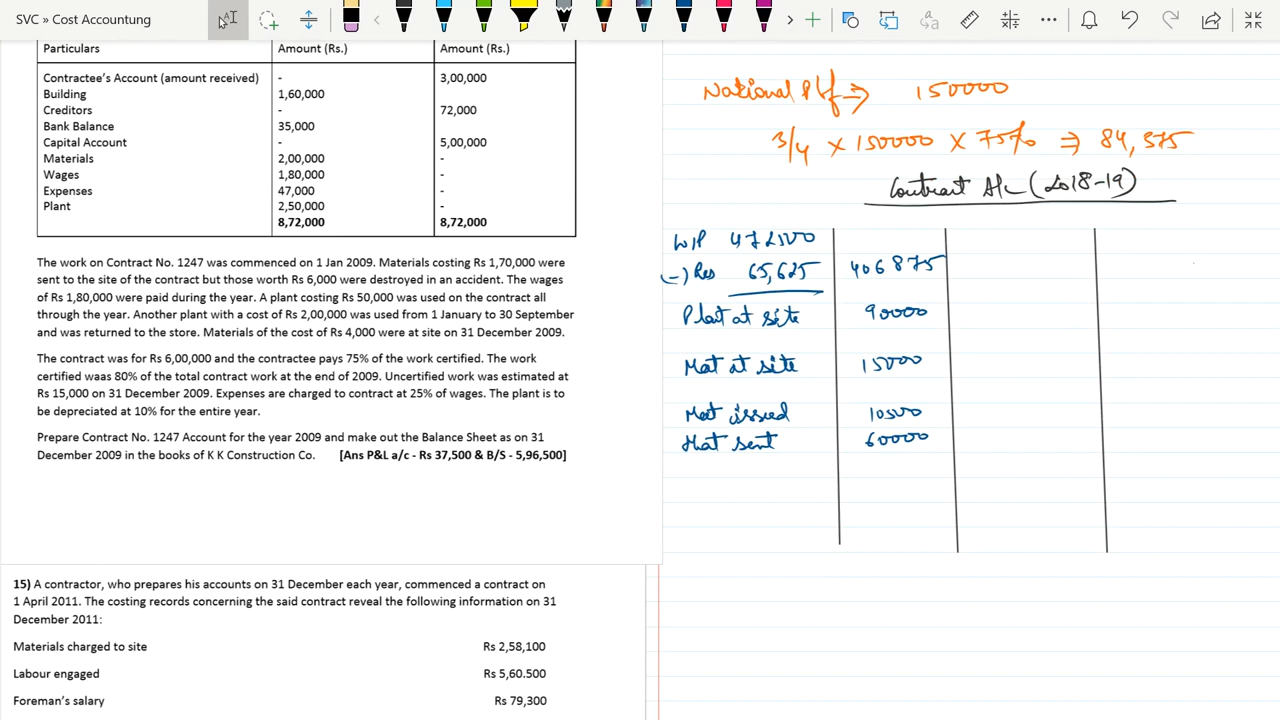 SVC » Cost Accountung
Particulars Amount (Rs.) Amount (Rs.)
Contractee's Account (amount received) - 3,00,000
Building 1,60,000
Creditors - 72,000
Bank Balance 35,000
Capital Account - 5,00,000
Materials 2,00,000 -
Wages 1,80,000 -
Expenses 47,000 -
Plant 2,50,000 -
8,72,000 8,72,000
The work on Contract No. 1247 was commenced on 1 Jan 2009. Materials costing Rs 1,70,000 were
sent to the site of the contract but those worth Rs 6,000 were destroyed in an accident. The wages
of Rs 1,80,000 were paid during the year. A plant costing Rs 50,000 was used on the contract all
through the year. Another plant with a cost of Rs 2,00,000 was used from 1 January to 30 September
and was returned to the store. Materials of the cost of Rs 4,000 were at site on 31 December 2009.
The contract was for Rs 6,00,000 and the contractee pays 75% of the work certified. The work
certified waas 80% of the total contract work at the end of 2009. Uncertified work was estimated at
Rs 15,000 on 31 December 2009. Expenses are charged to contract at 25% of wages. The plant is to
be depreciated at 10% for the entire year.
Prepare Contract No. 1247 Account for the year 2009 and make out the Balance Sheet as on 31
December 2009 in the books of K K Construction Co. [Ans P&L a/c - Rs 37,500 & B/S - 5,96,500]
15) A contractor, who prepares his accounts on 31 December each year, commenced a contract on
1 April 2011. The costing records concerning the said contract reveal the following information on 31
December 2011:
Materials charged to site Rs 2,58,100
Labour engaged Rs 5,60.500
Foreman's salary Rs 79,300
National Plf ⇒ 150000
3/4 × 150000 × 75% ⇒ 84,375
Contract A/c (2018-19)
WIP 472500
(-) Res 65,625 406875
Plant at site 90000
Mat at site 15000
Mat issued 10500
Mat sent 60000